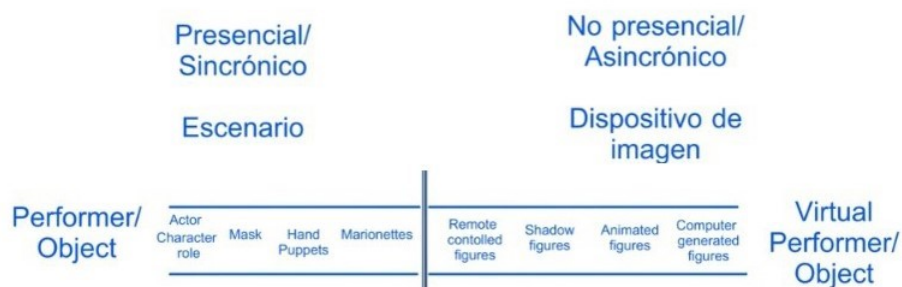 Presencial/
Sincrónico
No presencial/
Asincrónico
Escenario
Dispositivo de
imagen
Performer/
Object
Actor
Character
role
Mask
Hand
Puppets
Marionettes
Remote
contolled
figures
Shadow
figures
Animated
figures
Computer
generated
figures
Virtual
Performer/
Object